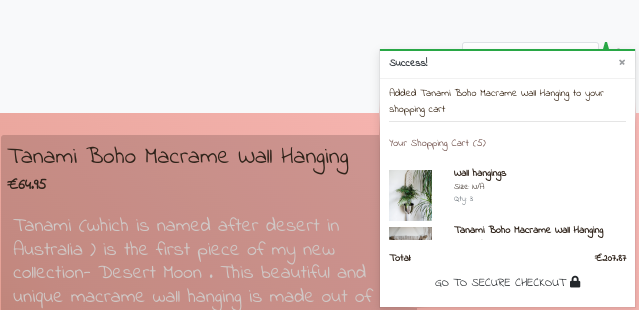 Success!
×
Added Tanami Boho Macrame Wall Hanging to your
shopping cart
Your Shopping Cart (5)
Wall hangings
Size: N/A
Qty: 3
Tanami Boho Macrame Wall Hanging
Total: €207.87
GO TO SECURE CHECKOUT
Tanami Boho Macrame Wall Hanging
€64.95
Tanami (which is named after desert in
Australia ) is the first piece of my new
collection- Desert Moon . This beautiful and
unique macrame wall hanging is made out of